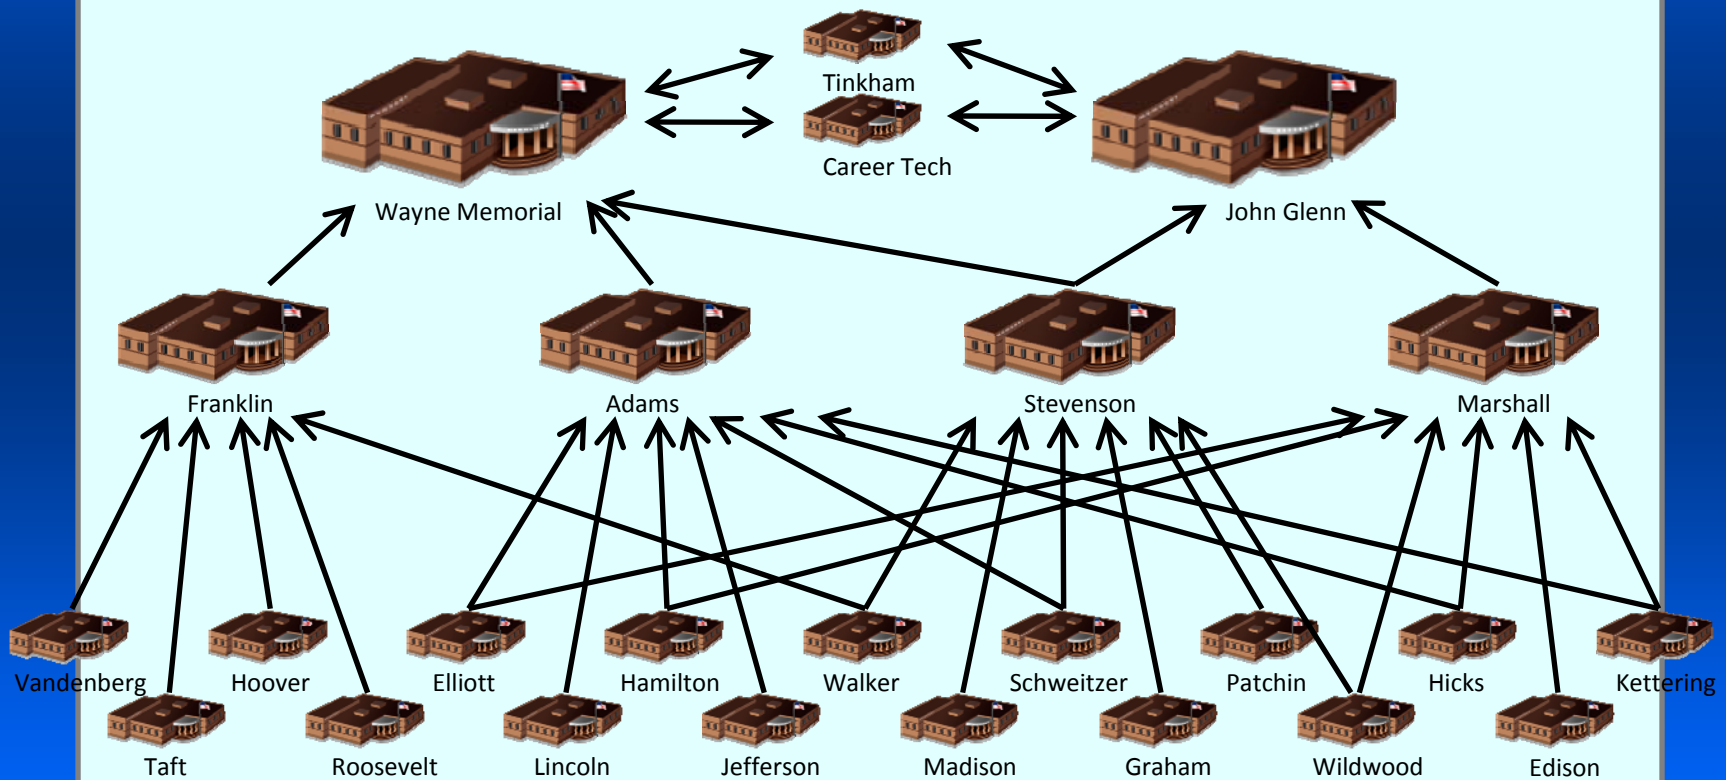 Tinkham
Career Tech
Wayne Memorial
John Glenn
Franklin
Adams
Stevenson
Marshall
Vandenberg
Hoover
Elliott
Hamilton
Walker
Schweitzer
Patchin
Hicks
Kettering
Taft
Roosevelt
Lincoln
Jefferson
Madison
Graham
Wildwood
Edison